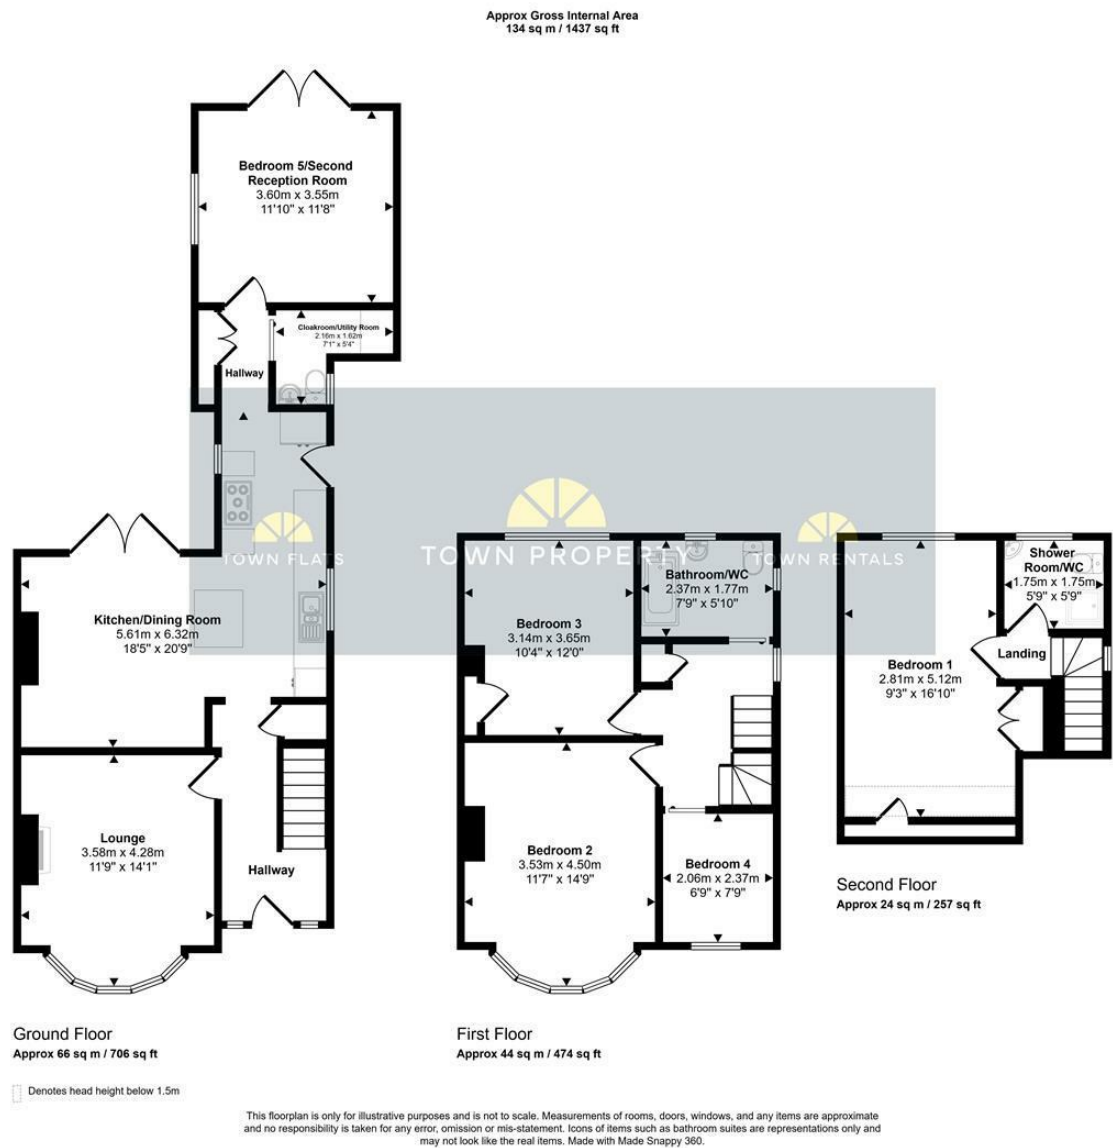 Approx Gross Internal Area
134 sq m / 1437 sq ft
Bedroom 5/Second
Reception Room
3.60m x 3.55m
11'10" x 11'8"
Cloakroom/Utility Room
2.16m x 1.62m
7'1" x 5'4"
Hallway
TOWN FLATS
TOWN PROPERTY
TOWN RENTALS
Kitchen/Dining Room
5.61m x 6.32m
18'5" x 20'9"
Lounge
3.58m x 4.28m
11'9" x 14'1"
Hallway
Ground Floor
Approx 66 sq m / 706 sq ft
Denotes head height below 1.5m
Bathroom/WC
2.37m x 1.77m
7'9" x 5'10"
Bedroom 3
3.14m x 3.65m
10'4" x 12'0"
Bedroom 2
3.53m x 4.50m
11'7" x 14'9"
Bedroom 4
2.06m x 2.37m
6'9" x 7'9"
First Floor
Approx 44 sq m / 474 sq ft
Shower
Room/WC
1.75m x 1.75m
5'9" x 5'9"
Landing
Bedroom 1
2.81m x 5.12m
9'3" x 16'10"
Second Floor
Approx 24 sq m / 257 sq ft
This floorplan is only for illustrative purposes and is not to scale. Measurements of rooms, doors, windows, and any items are approximate
and no responsibility is taken for any error, omission or mis-statement. Icons of items such as bathroom suites are representations only and
may not look like the real items. Made with Made Snappy 360.